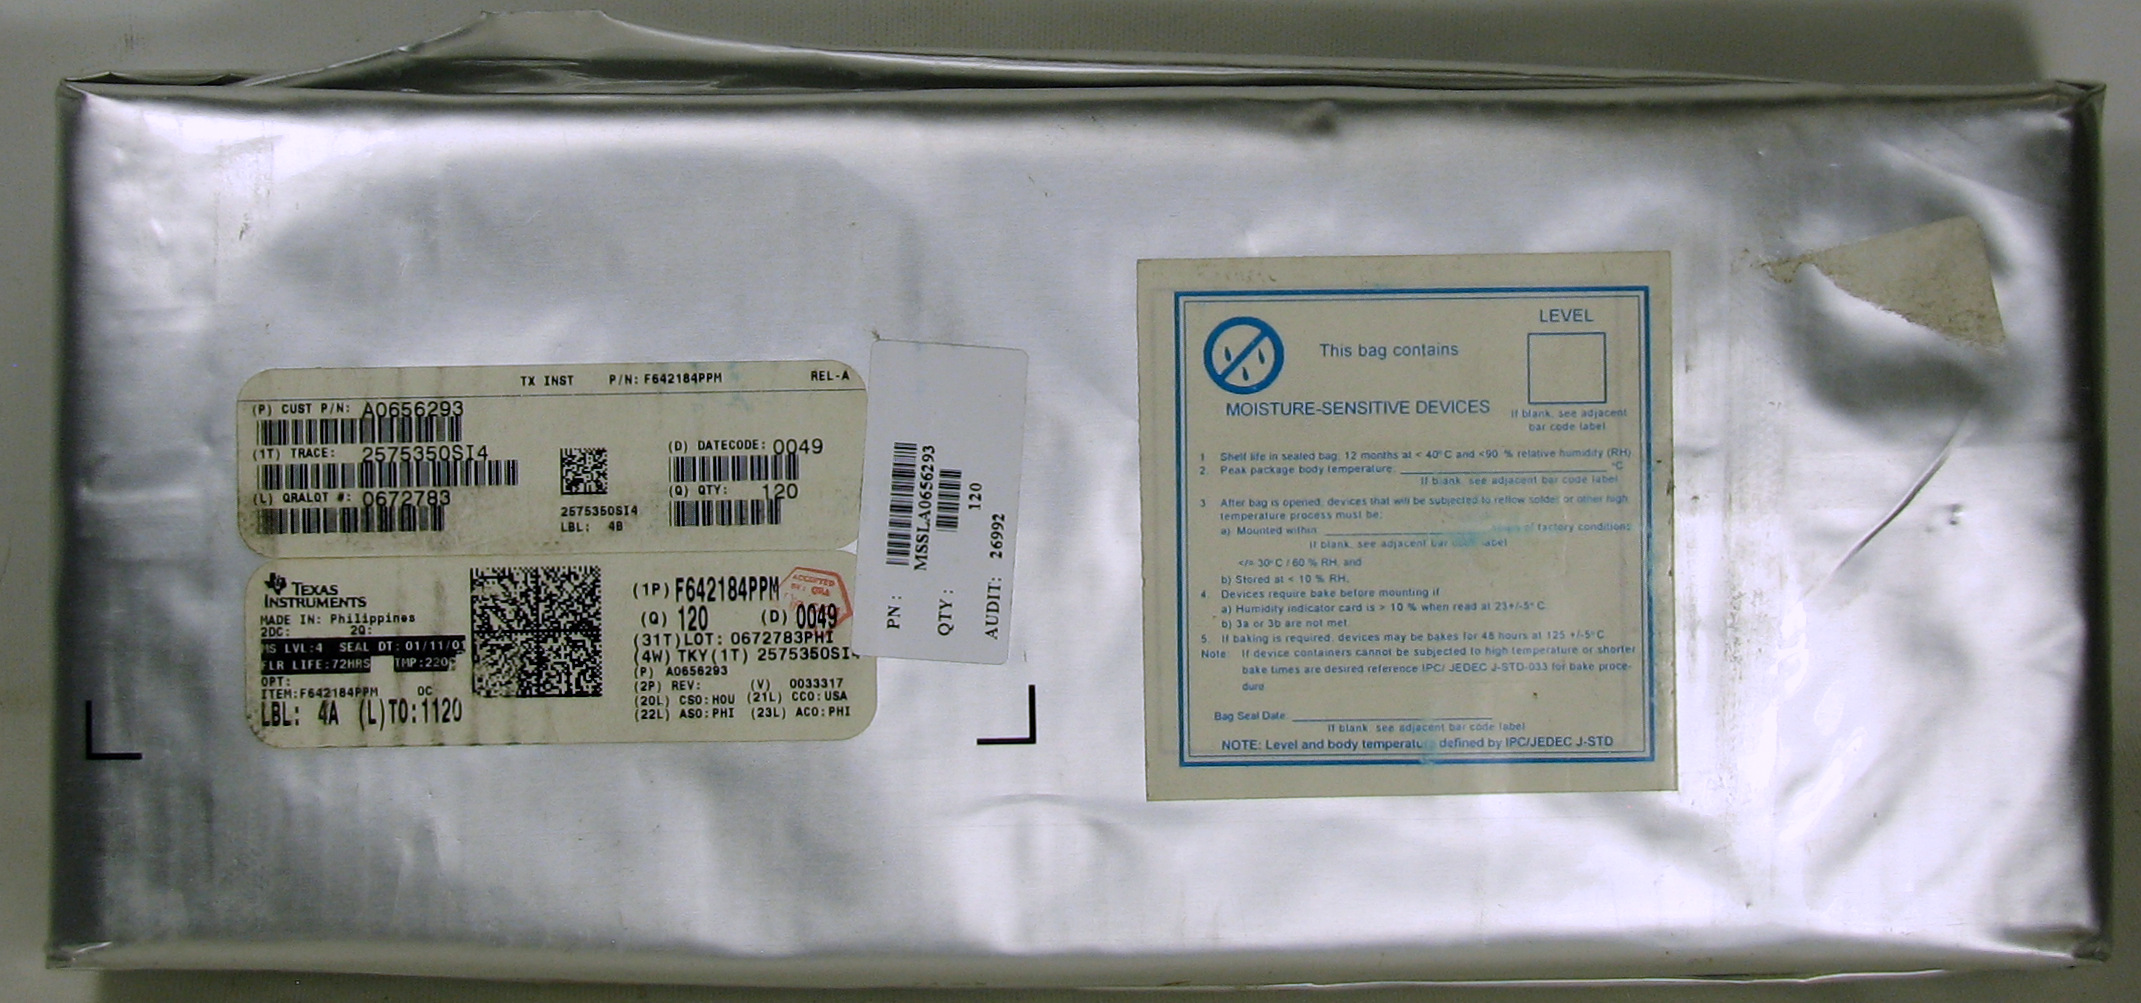 TX INST P/N: F642184PPM REL-A
(P) CUST P/N: A0656293
(1T) TRACE: 2575350SI4
(D) DATECODE: 0049
(L) QRALOT #: 0672783
(Q) QTY: 120
2575350SI4
LBL: 4B
TEXAS
INSTRUMENTS
MADE IN: Philippines
2DC: 2Q:
MS LVL:4 SEAL DT: 01/11/0
FLR LIFE:72HRS TMP:220C
OPT:
ITEM:F642184PPM OC
LBL: 4A (L)TO:1120
(1P) F642184PPM
(Q) 120 (D) 0049
(31T)LOT: 0672783PHI
(4W) TKY(1T) 2575350SI4
(P) A0656293
(2P) REV: (V) 0033317
(20L) CSO:HOU (21L) CCO:USA
(22L) ASO:PHI (23L) ACO:PHI
ACCEPTED
QRA
PN: MSSLA0656293
QTY: 120
AUDIT: 26992
LEVEL
This bag contains
MOISTURE-SENSITIVE DEVICES
If blank, see adjacent
bar code label
1 Shelf life in sealed bag: 12 months at < 40°C and <90 % relative humidity (RH)
2. Peak package body temperature: °C
If blank, see adjacent bar code label
3 After bag is opened, devices that will be subjected to reflow solder or other high
temperature process must be:
a) Mounted within of factory conditions
If blank, see adjacent bar code label
</= 30°C / 60 % RH, and
b) Stored at < 10 % RH.
4. Devices require bake before mounting if
a) Humidity indicator card is > 10 % when read at 23+/-5°C
b) 3a or 3b are not met
5. If baking is required, devices may be bakes for 48 hours at 125 +/-5°C
Note: If device containers cannot be subjected to high temperature or shorter
bake times are desired reference IPC/ JEDEC J-STD-033 for bake proce-
dure
Bag Seal Date:
If blank, see adjacent bar code label
NOTE: Level and body temperatu defined by IPC/JEDEC J-STD